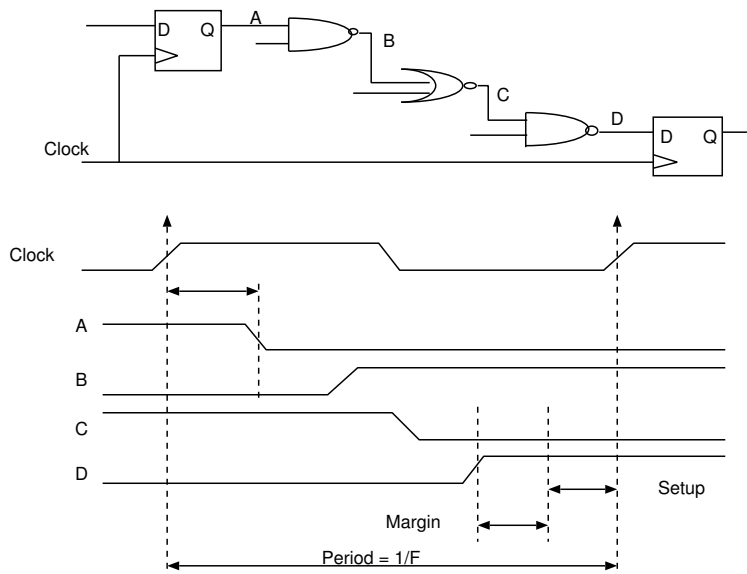 D Q A
B
C
D
D Q
Clock
Clock
A
B
C
D
Setup
Margin
Period = 1/F